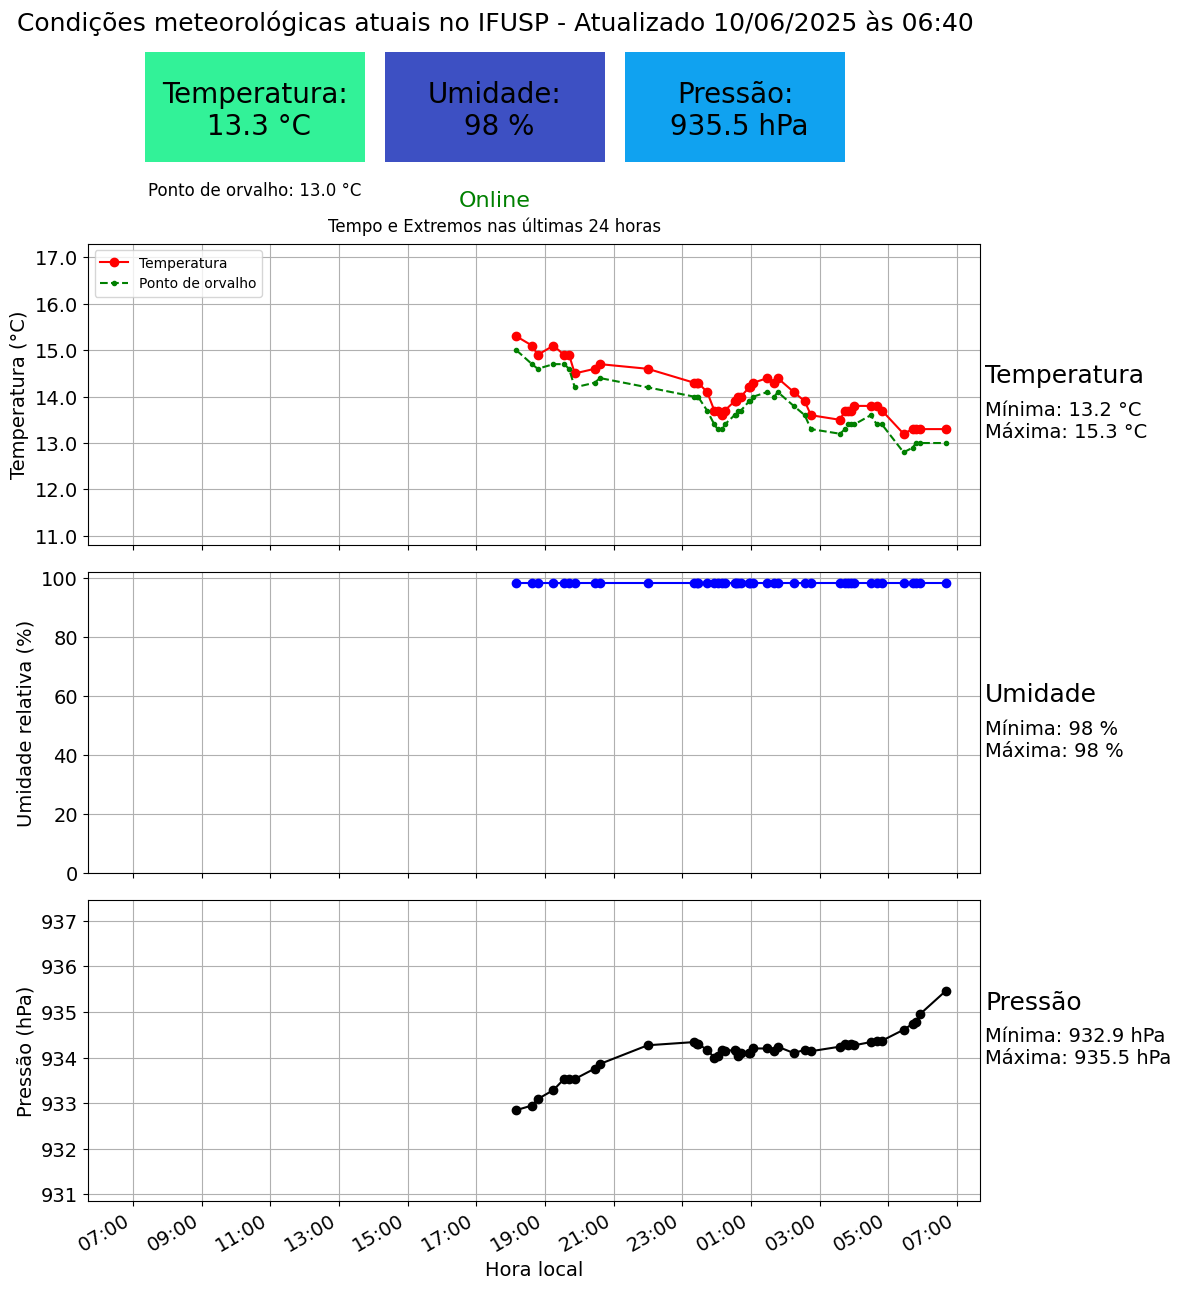 Condições meteorológicas atuais no IFUSP - Atualizado 10/06/2025 às 06:40
Temperatura:
13.3 °C
Umidade:
98 %
Pressão:
935.5 hPa
Ponto de orvalho: 13.0 °C
Online
Tempo e Extremos nas últimas 24 horas
Temperatura
Ponto de orvalho
Temperatura (°C)
17.0
16.0
15.0
14.0
13.0
12.0
11.0
Temperatura
Mínima: 13.2 °C
Máxima: 15.3 °C
Umidade relativa (%)
100
80
60
40
20
0
Umidade
Mínima: 98 %
Máxima: 98 %
Pressão (hPa)
937
936
935
934
933
932
931
Pressão
Mínima: 932.9 hPa
Máxima: 935.5 hPa
07:00
09:00
11:00
13:00
15:00
17:00
19:00
21:00
23:00
01:00
03:00
05:00
07:00
Hora local